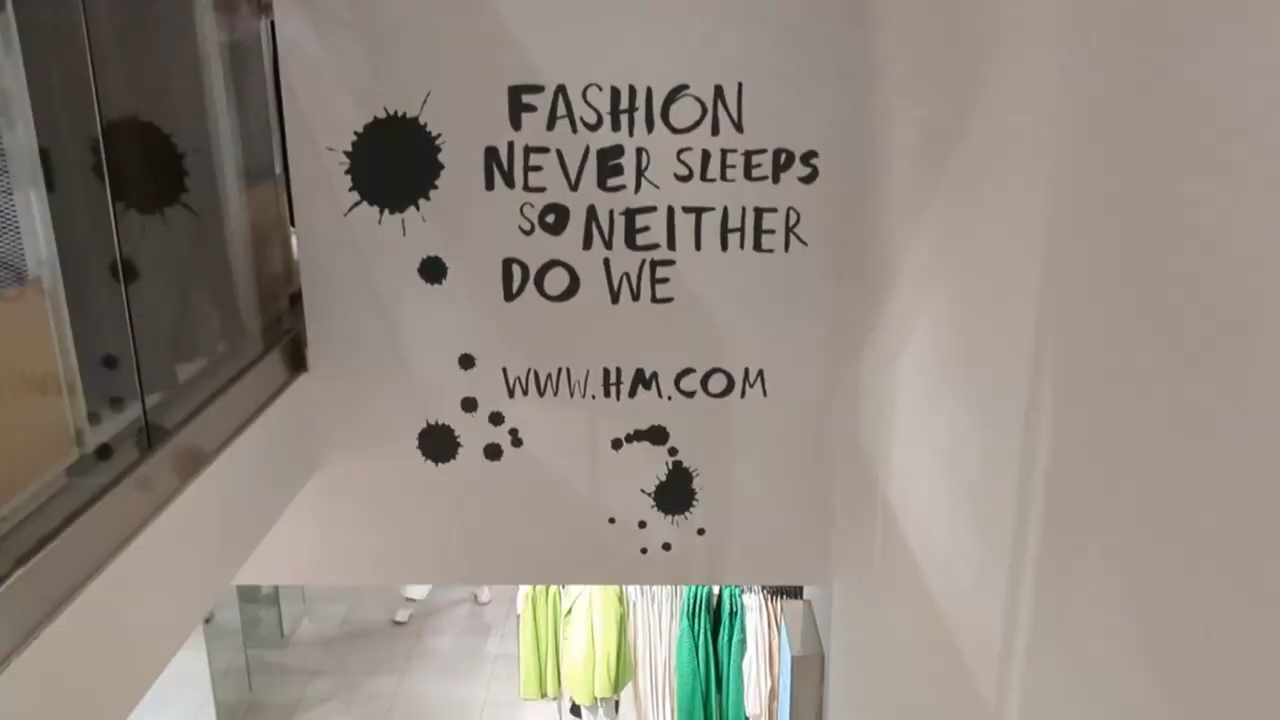 FASHION
NEVER SLEEPS
SO NEITHER
DO WE
WWW.HM.COM